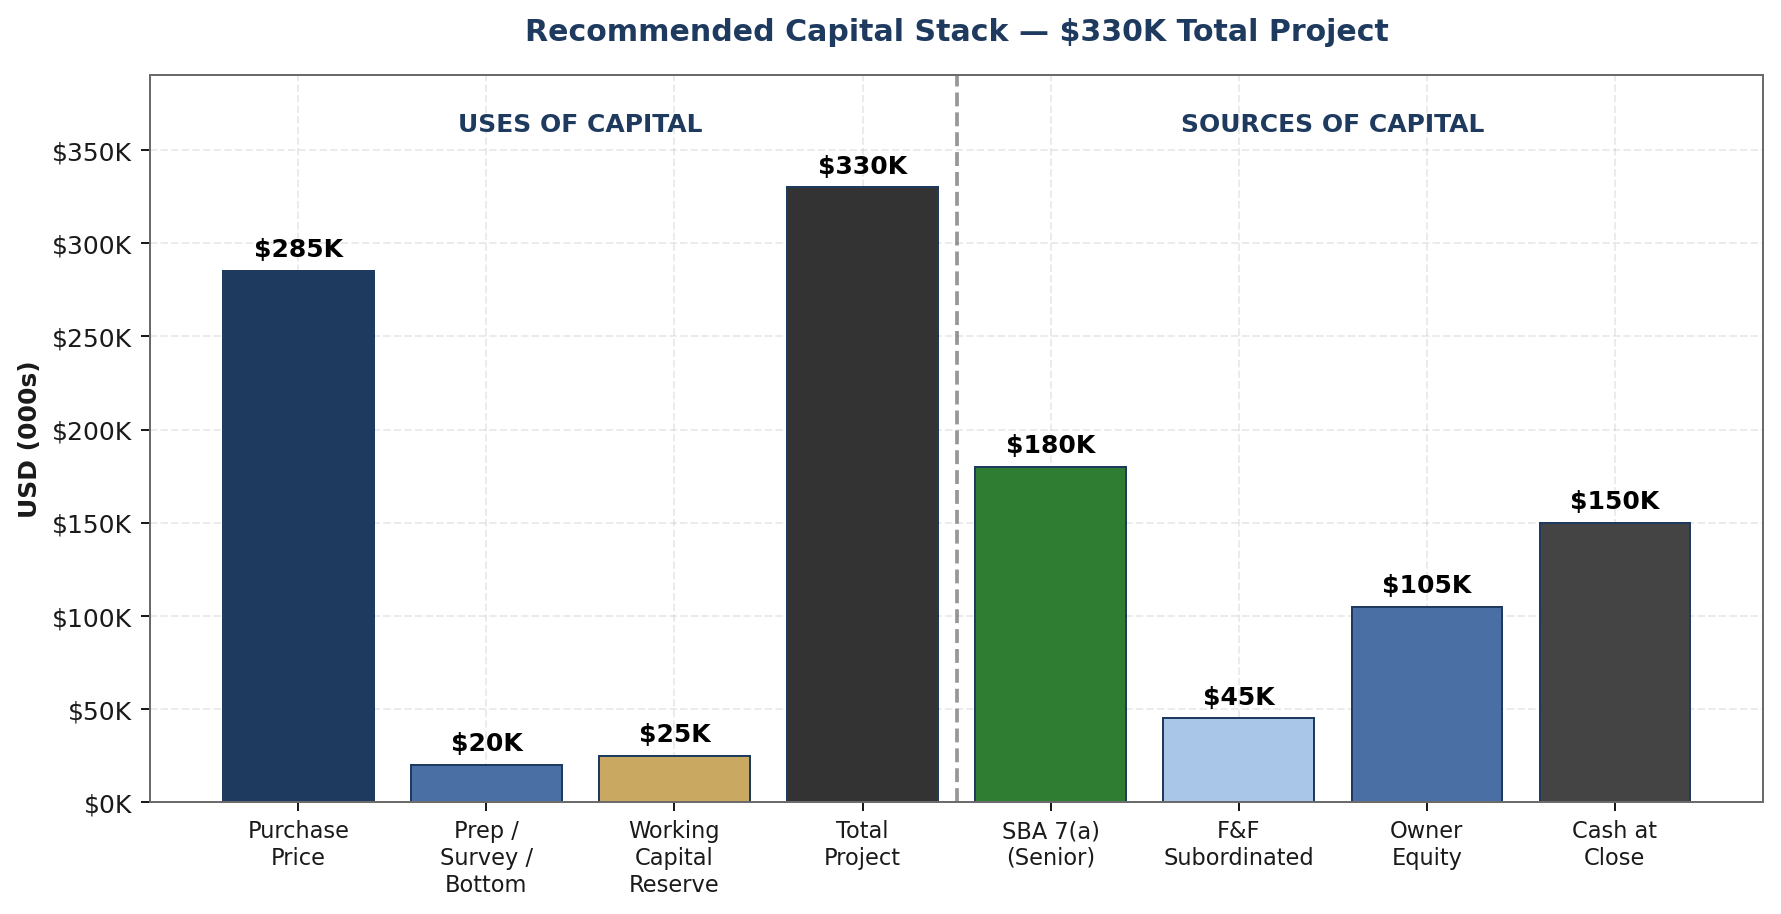 Recommended Capital Stack — $330K Total Project
USES OF CAPITAL
SOURCES OF CAPITAL
USD (000s)
$350K
$300K
$250K
$200K
$150K
$100K
$50K
$0K
$285K
$20K
$25K
$330K
$180K
$45K
$105K
$150K
Purchase
Price
Prep /
Survey /
Bottom
Working
Capital
Reserve
Total
Project
SBA 7(a)
(Senior)
F&F
Subordinated
Owner
Equity
Cash at
Close